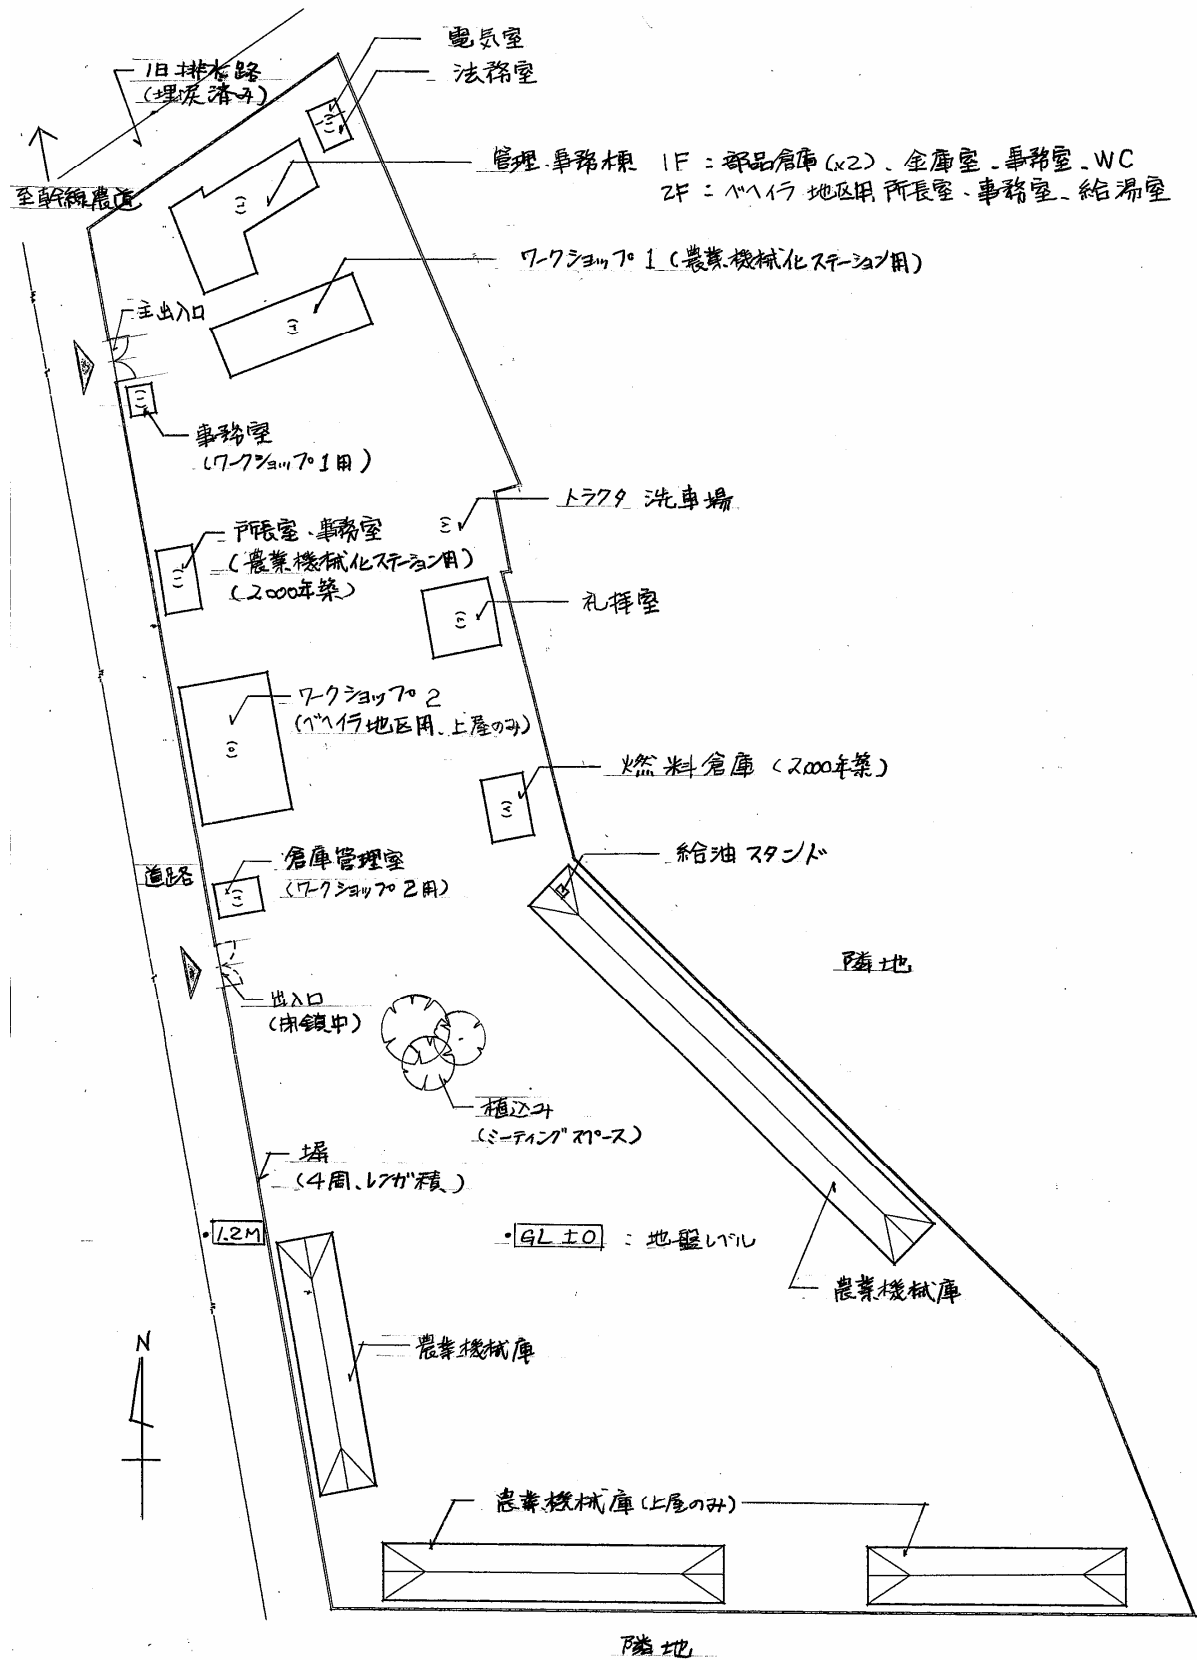 電気室
法務室
旧排水路
(埋戻済み)
至幹線農道
管理・事務棟 1F:部品倉庫(x2)、金庫室、事務室、WC
2F:ベヘイラ地区用所長室・事務室、給湯室
ワークショップ1(農業機械化ステーション用)
主出入口
事務室
(ワークショップ1用)
トラクタ洗車場
所長室・事務室
(農業機械化ステーション用)
(2000年築)
礼拝室
ワークショップ2
(ベヘイラ地区用、上屋のみ)
燃料倉庫(2000年築)
給油スタンド
道路
倉庫管理室
(ワークショップ2用)
隣地
出入口
(閉鎖中)
植込み
(ミーティングスペース)
塀
(4周、レンガ積)
1.2M
GL±0:地盤レベル
農業機械庫
農業機械庫
N
農業機械庫(上屋のみ)
隣地